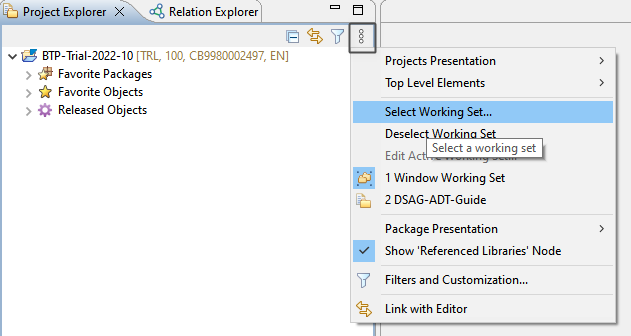 Project Explorer
Relation Explorer
BTP-Trial-2022-10 [TRL, 100, CB9980002497, EN]
Favorite Packages
Favorite Objects
Released Objects
Projects Presentation
Top Level Elements
Select Working Set...
Deselect Working Set
Select a working set
Edit Active Working Set...
1 Window Working Set
2 DSAG-ADT-Guide
Package Presentation
Show 'Referenced Libraries' Node
Filters and Customization...
Link with Editor